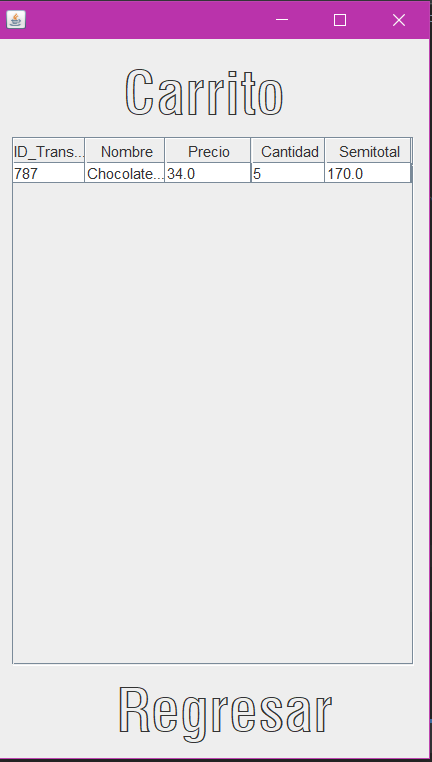 Carrito
ID_Trans... Nombre Precio Cantidad Semitotal
787 Chocolate... 34.0 5 170.0
Regresar